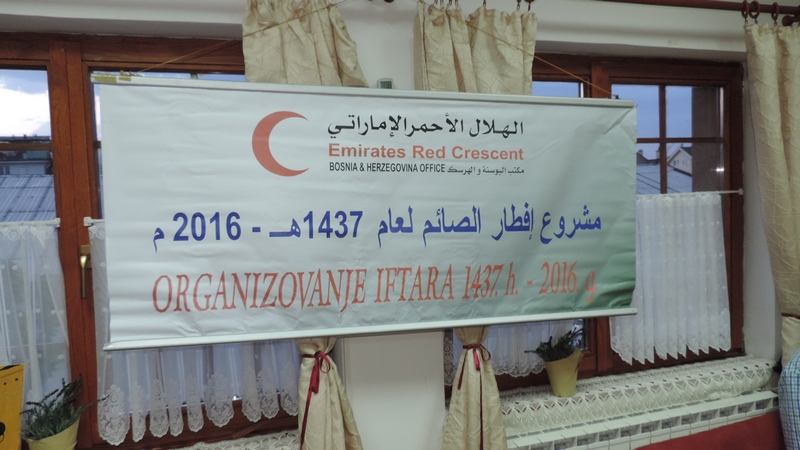 الهلال الأحمر الإماراتي
Emirates Red Crescent
BOSNIA & HERZEGOVINA OFFICE مكتب البوسنة و الهرسك
مشروع إفطار الصائم لعام 1437هـ - 2016 م
ORGANIZOVANJE IFTARA 1437. h. - 2016. g